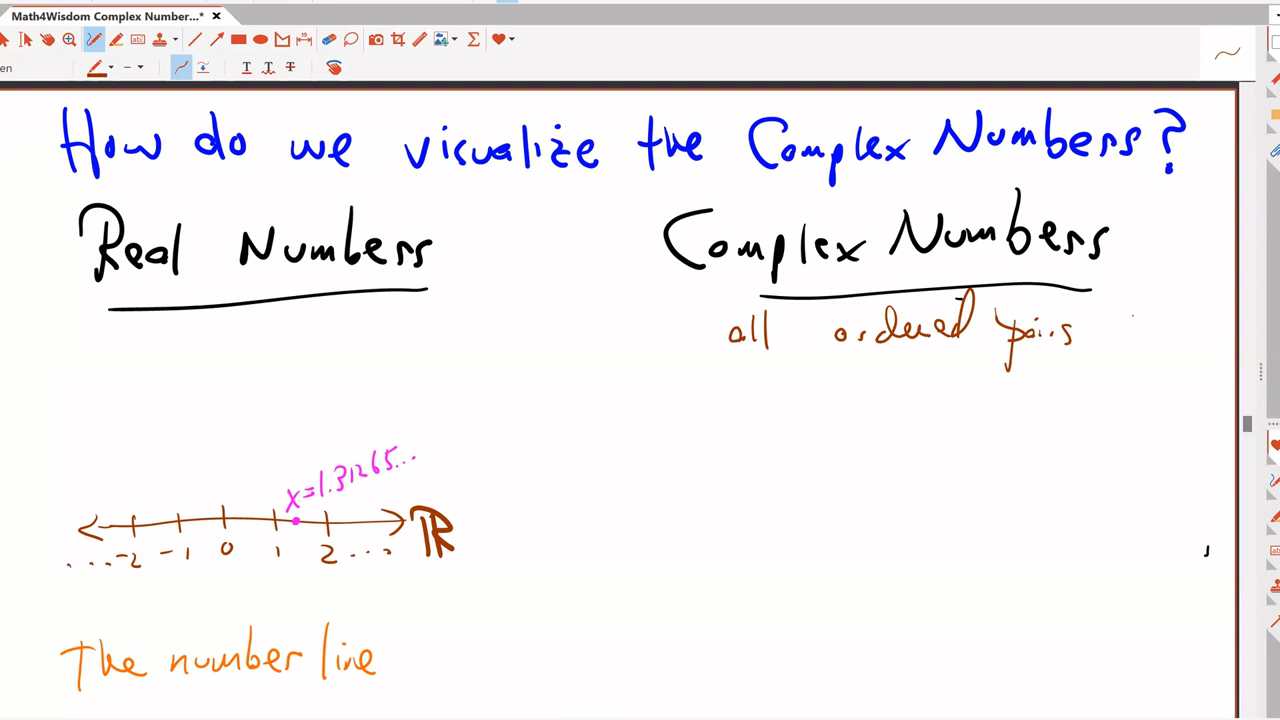 Math4Wisdom Complex Number...*
en
How do we visualize the Complex Numbers?
Real Numbers
Complex Numbers
all ordered pairs
x=1.31265...
ℝ
...-2 -1 0 1 2 ...
The number line